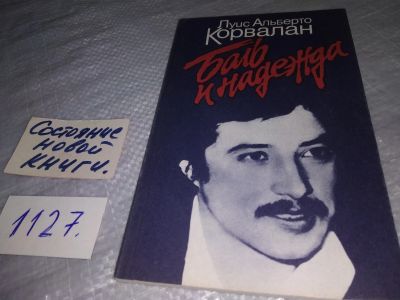 Луис Альберто
Корвалан
Боль
и надежда
Состояние
новой
книги.
1127.